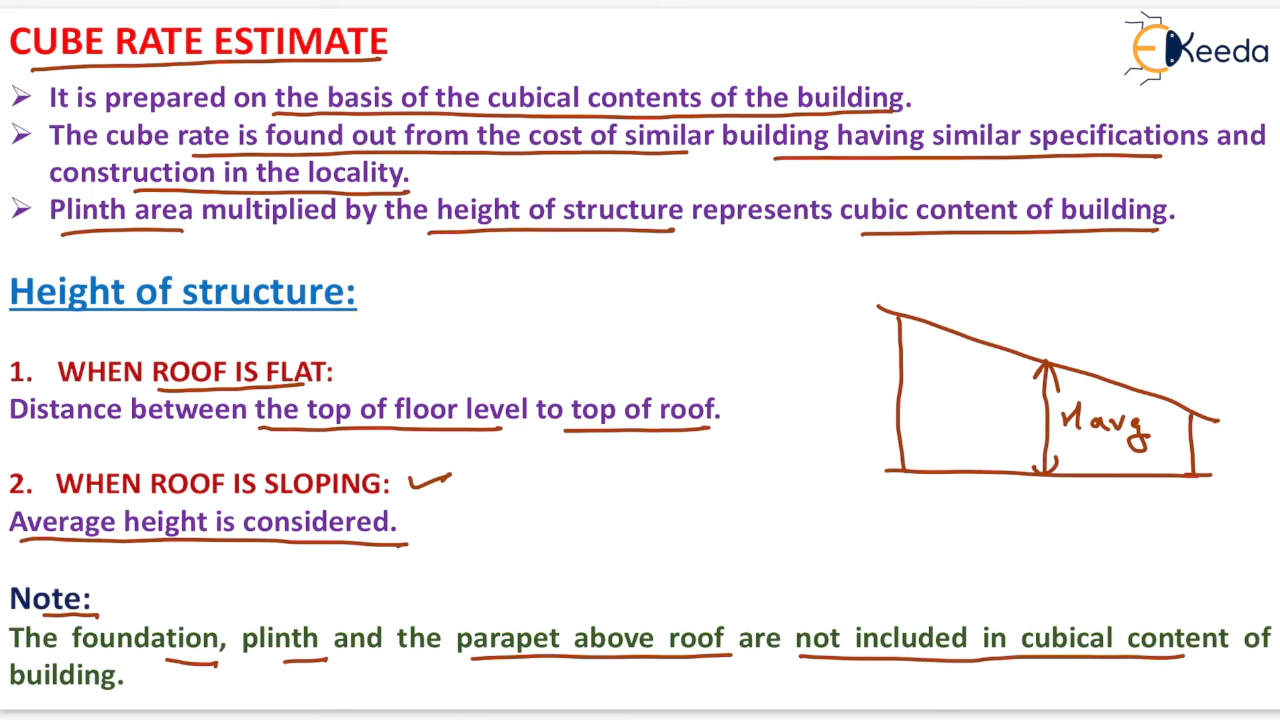 CUBE RATE ESTIMATE
EKeeda
➢ It is prepared on the basis of the cubical contents of the building.
➢ The cube rate is found out from the cost of similar building having similar specifications and
construction in the locality.
➢ Plinth area multiplied by the height of structure represents cubic content of building.
Height of structure:
1. WHEN ROOF IS FLAT:
Distance between the top of floor level to top of roof.
H avg
2. WHEN ROOF IS SLOPING:
Average height is considered.
Note:
The foundation, plinth and the parapet above roof are not included in cubical content of
building.